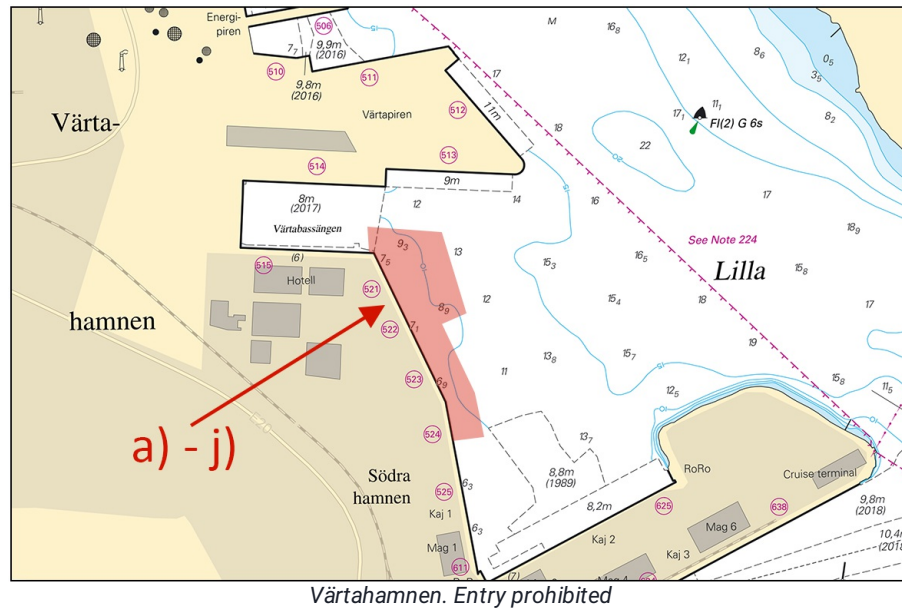 Energi-
piren
506
M
16₈
7₇
9,9m
(2016)
510
9,8m
(2016)
511
17
12₁
8₆
0₅
3₅
Värta-
Värtapiren
512
11m
17₁
11₁
Fl(2) G 6s
8₂
18
22
513
514
9m
8m
(2017)
12
14
16
17
Värtabassängen
18₉
9₃
13
See Note 224
(6)
7₅
515
Hotell
15₃
16₅
Lilla
15₈
521
12
8₉
15₄
18
17
hamnen
522
7₁
19
13₈
15₇
11
523
6₉
15₈
11₅
12₅
E20
a) - j)
524
13₇
Södra
hamnen
8,8m
(1989)
RoRo
Cruise terminal
525
6₃
Kaj 1
8,2m
625
638
9,8m
(2018)
6₃
Mag 6
Kaj 2
Mag 1
Kaj 3
10,4m
(2018
611
(7)
Värtahamnen. Entry prohibited